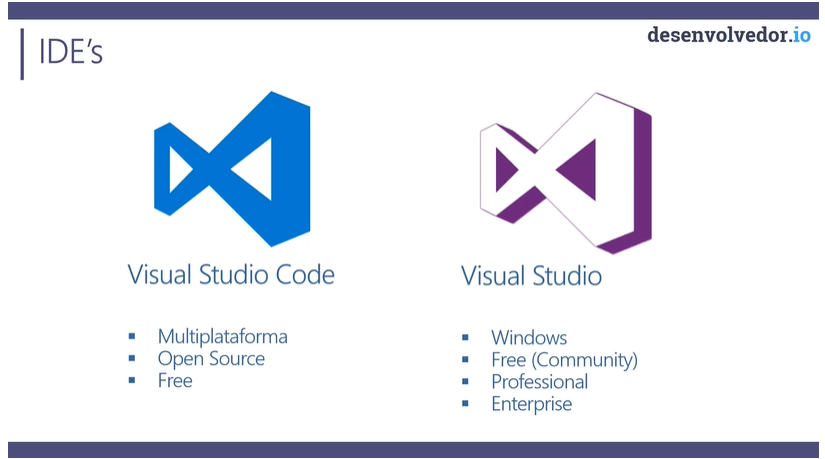 desenvolvedor.io
IDE's
Visual Studio Code
▪ Multiplataforma
▪ Open Source
▪ Free
Visual Studio
▪ Windows
▪ Free (Community)
▪ Professional
▪ Enterprise